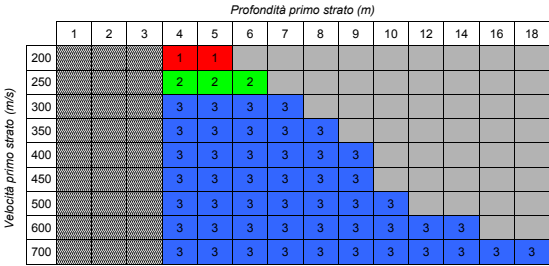 Profondità primo strato (m)
1 2 3 4 5 6 7 8 9 10 12 14 16 18
Velocità primo strato (m/s)
200 1 1
250 2 2 2
300 3 3 3 3
350 3 3 3 3 3
400 3 3 3 3 3 3
450 3 3 3 3 3 3
500 3 3 3 3 3 3 3
600 3 3 3 3 3 3 3 3 3
700 3 3 3 3 3 3 3 3 3 3 3